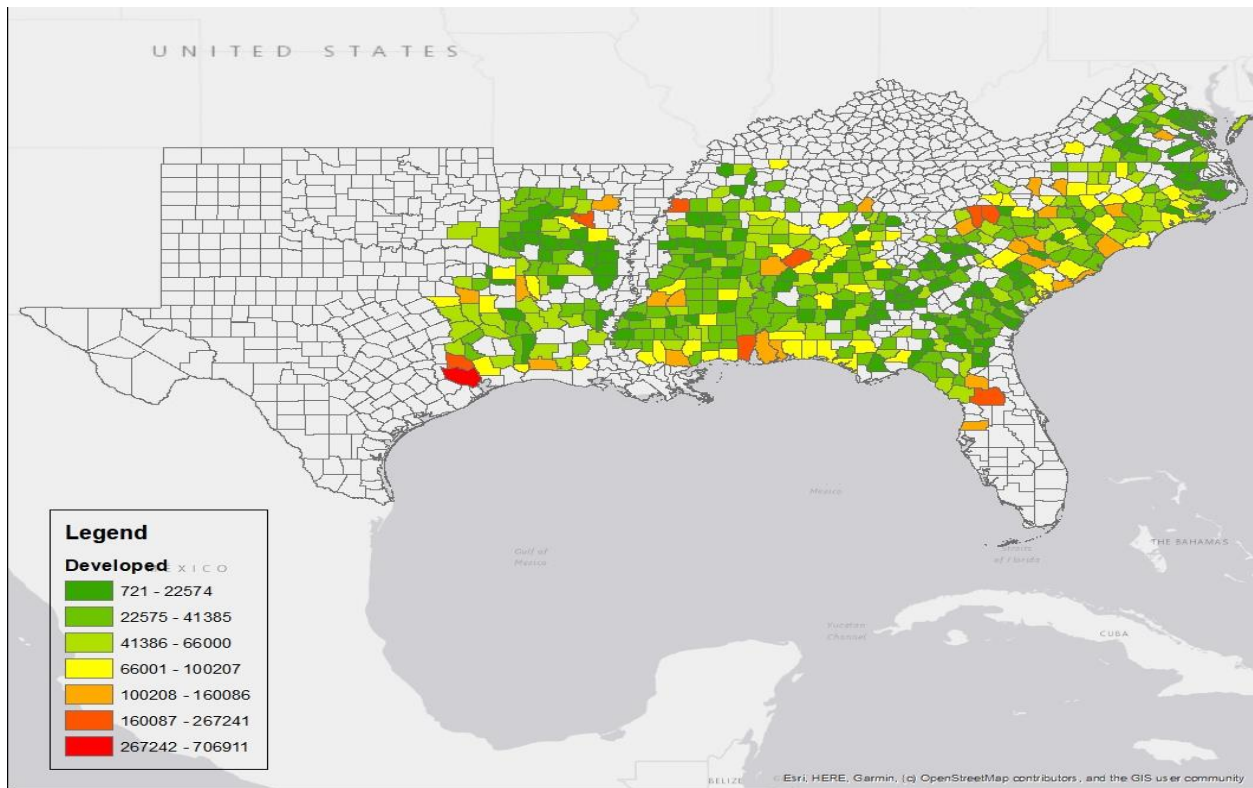 UNITED STATES
Gulf of
Mexico
Mexico
Straits
of Florida
THE BAHAMAS
Yucatan
Channel
CUBA
Legend
Developed
MEXICO
721 - 22574
22575 - 41385
41386 - 66000
66001 - 100207
100208 - 160086
160087 - 267241
267242 - 706911
BELIZE
Esri, HERE, Garmin, (c) OpenStreetMap contributors, and the GIS user community